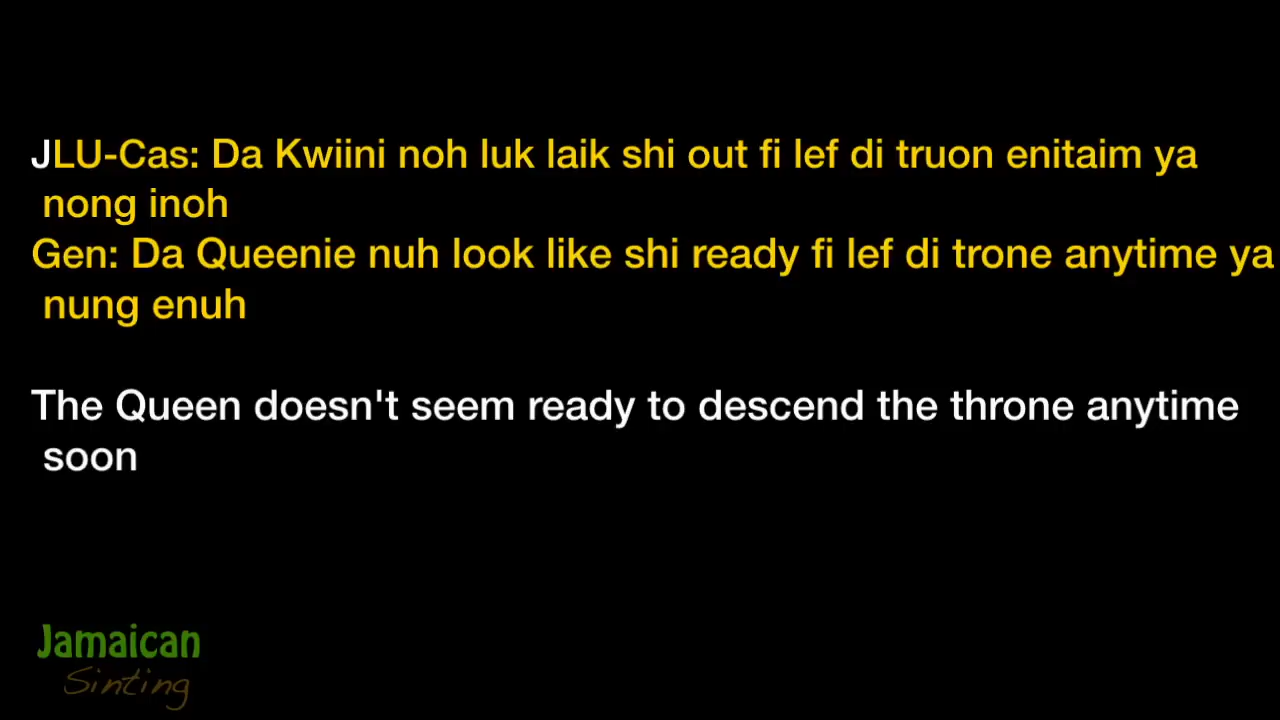 JLU-Cas: Da Kwiini noh luk laik shi out fi lef di truon enitaim ya
nong inoh
Gen: Da Queenie nuh look like shi ready fi lef di trone anytime ya
nung enuh
The Queen doesn't seem ready to descend the throne anytime
soon
Jamaican
Sinting